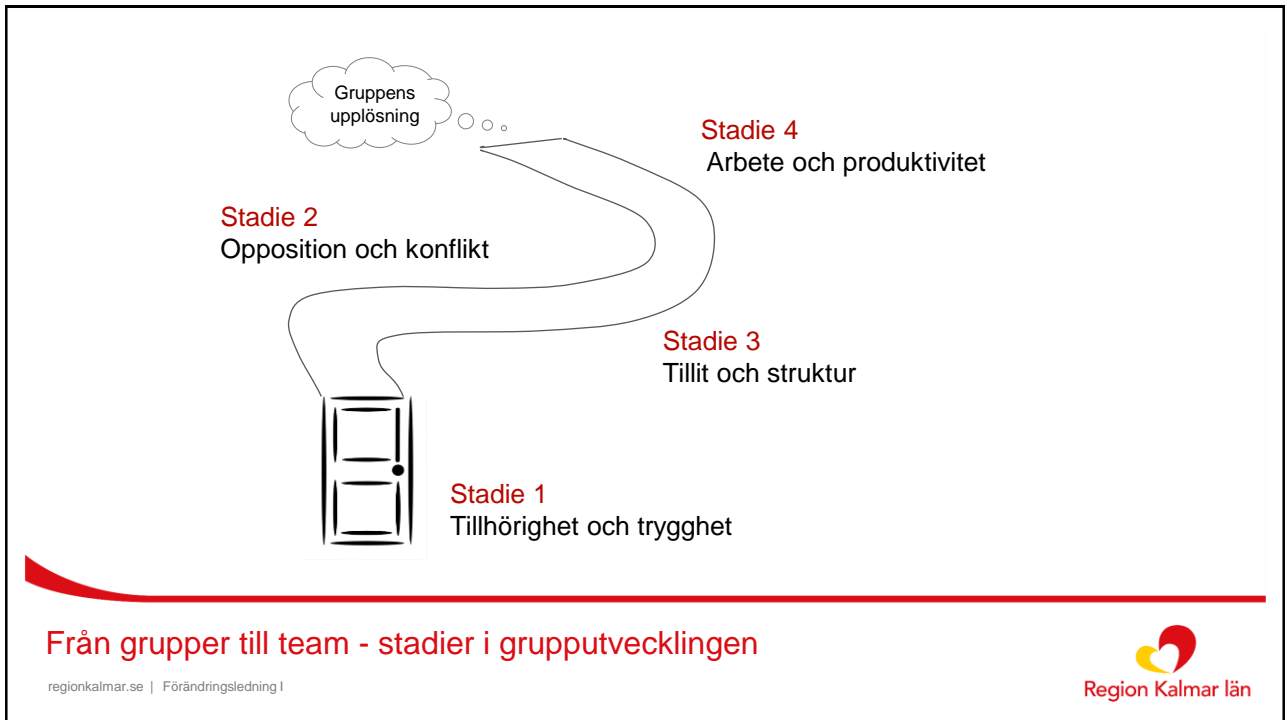 Gruppens
upplösning
Stadie 4
Arbete och produktivitet
Stadie 2
Opposition och konflikt
Stadie 3
Tillit och struktur
Stadie 1
Tillhörighet och trygghet
Från grupper till team - stadier i grupputvecklingen
regionkalmar.se | Förändringsledning I
Region Kalmar län